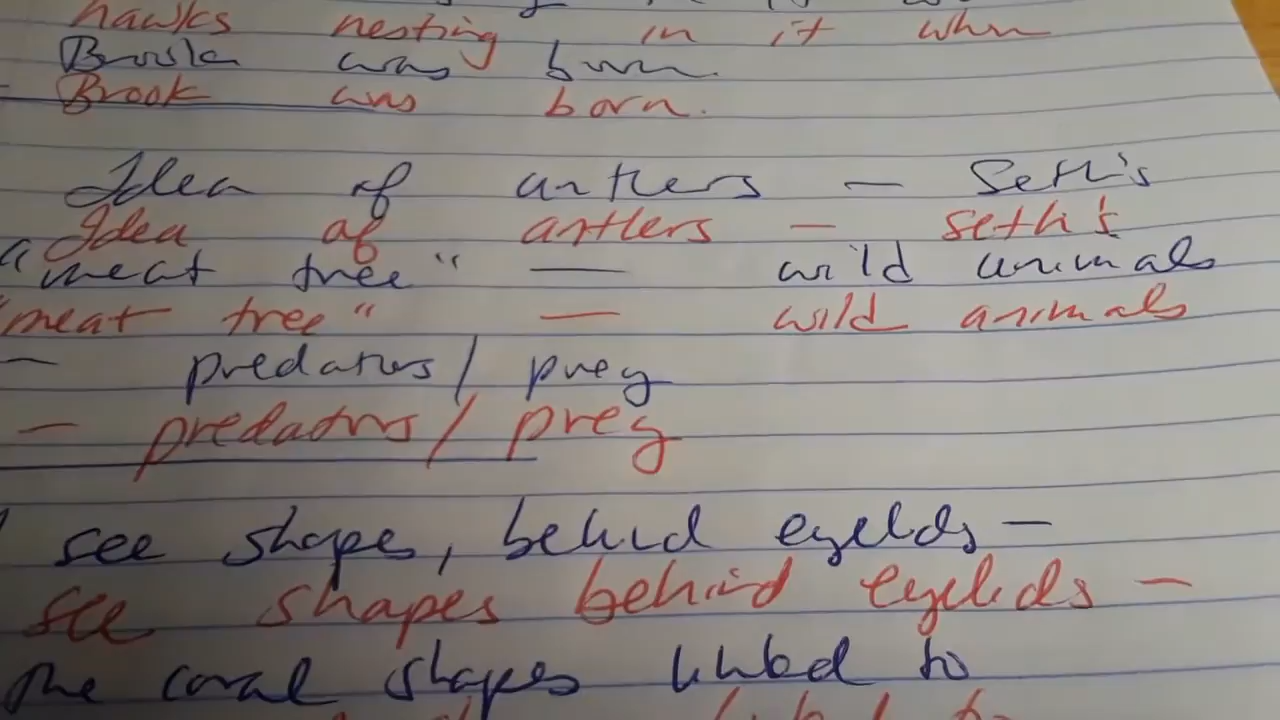 hawks nesting in it when
Brook was born.
Brook was born.
Idea of antlers — Seth's
Idea of antlers — Seth's
"meat tree" — wild animals
"meat tree" — wild animals
— predators / prey
— predators / prey
see shapes, behind eyelids —
see shapes behind eyelids —
The coral shapes linked to